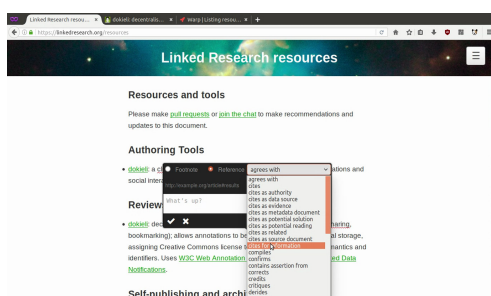 Linked Research resou... ×
dokieli: decentralis... ×
Warp | Listing resou... ×
https://linkedresearch.org/resources
Linked Research resources
Resources and tools
Please make pull requests or join the chat to make recommendations and
updates to this document.
Authoring Tools
dokieli: a
ations and
social inter
Footnote Reference agrees with
http://example.org/article#results
What's up?
agrees with
cites
cites as authority
cites as data source
cites as evidence
cites as metadata document
cites as potential solution
cites as potential reading
cites as related
cites as source document
cites for information
compiles
confirms
contains assertion from
corrects
credits
critiques
derides
Review
dokieli: dec
haring,
bookmarking); allows annotations to be
al storage,
assigning Creative Commons license
mantics and
identifiers. Uses W3C Web Annotation
ed Data
Notifications.
Self-publishing and archi